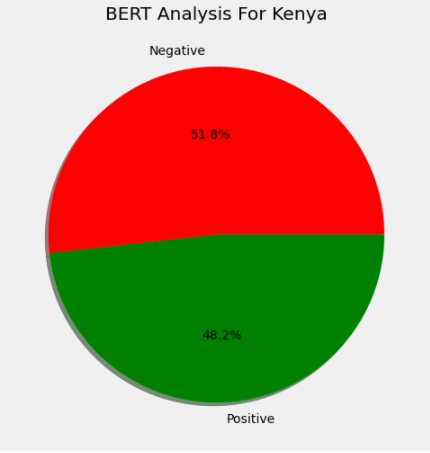 BERT Analysis For Kenya
Negative
51.8%
48.2%
Positive